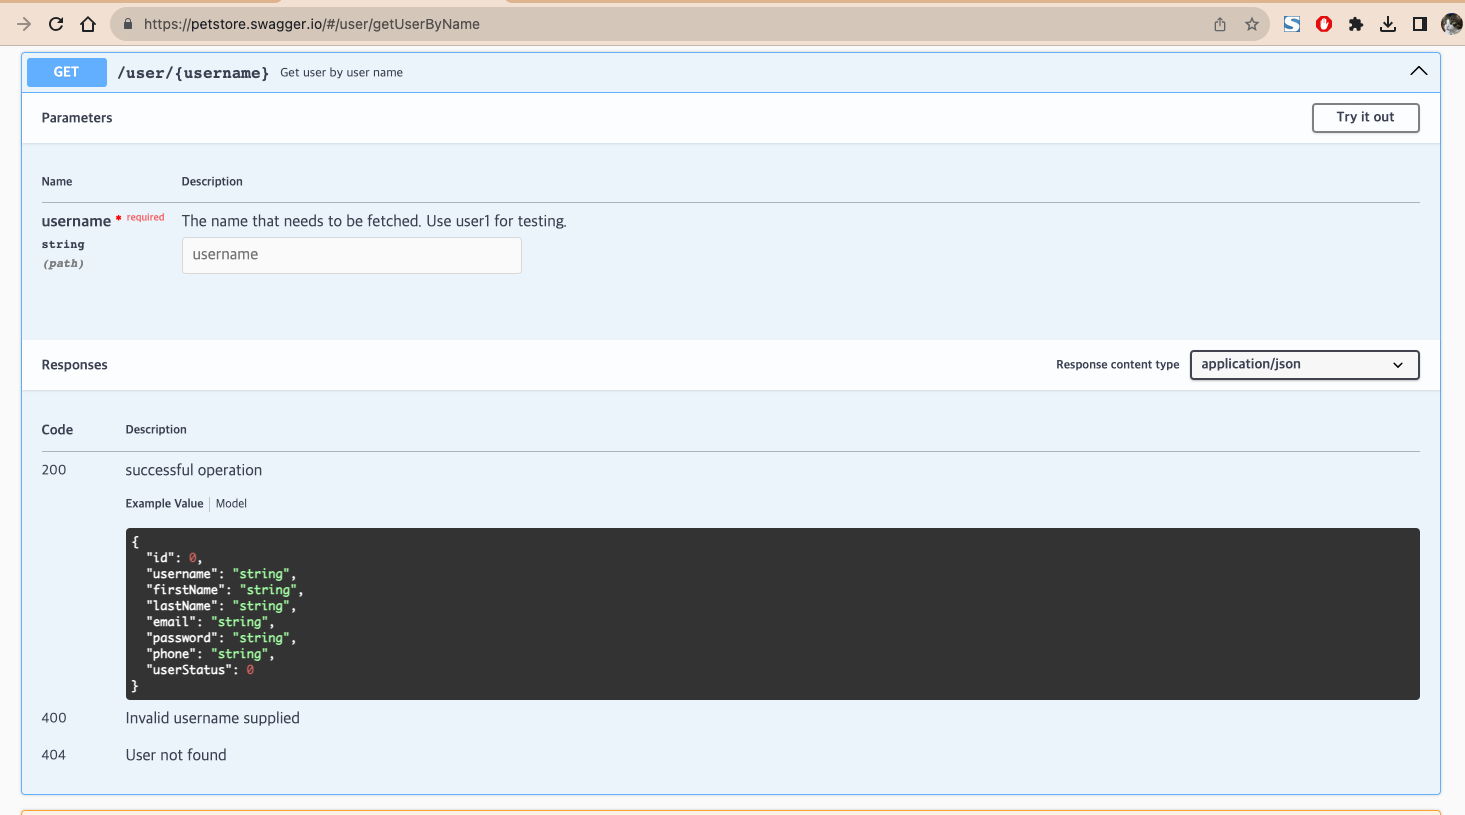 https://petstore.swagger.io/#/user/getUserByName
GET /user/{username} Get user by user name
Parameters Try it out
Name Description
username * required The name that needs to be fetched. Use user1 for testing.
string username
(path)
Responses Response content type application/json
Code Description
200 successful operation
Example Value Model
{
"id": 0,
"username": "string",
"firstName": "string",
"lastName": "string",
"email": "string",
"password": "string",
"phone": "string",
"userStatus": 0
}
400 Invalid username supplied
404 User not found